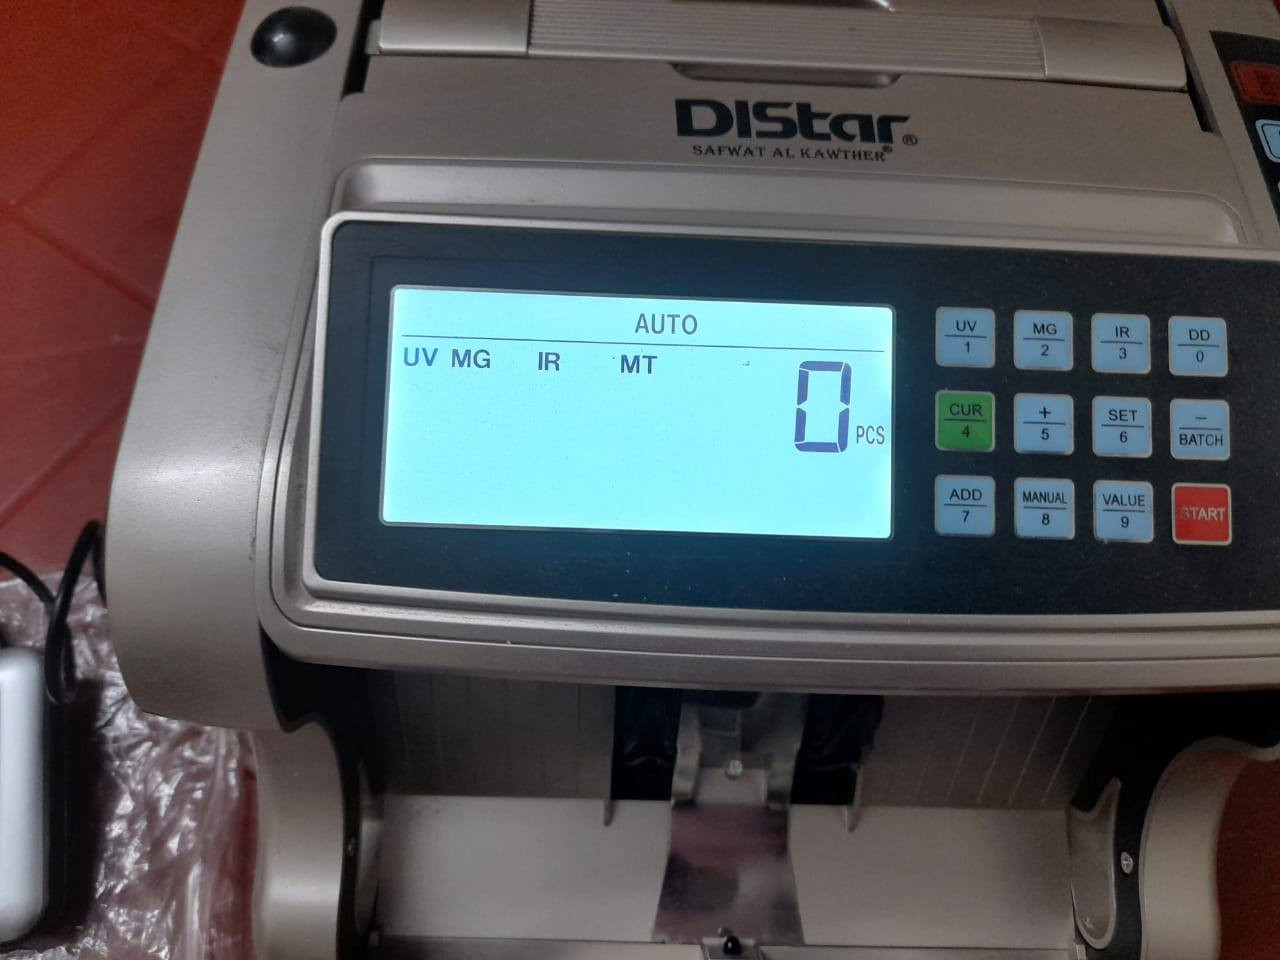 DIStar®
SAFWAT AL KAWTHER®
AUTO
UV MG IR MT
0 PCS
UV
1
MG
2
IR
3
DD
0
CUR
4
+
5
SET
6
−
BATCH
ADD
7
MANUAL
8
VALUE
9
START